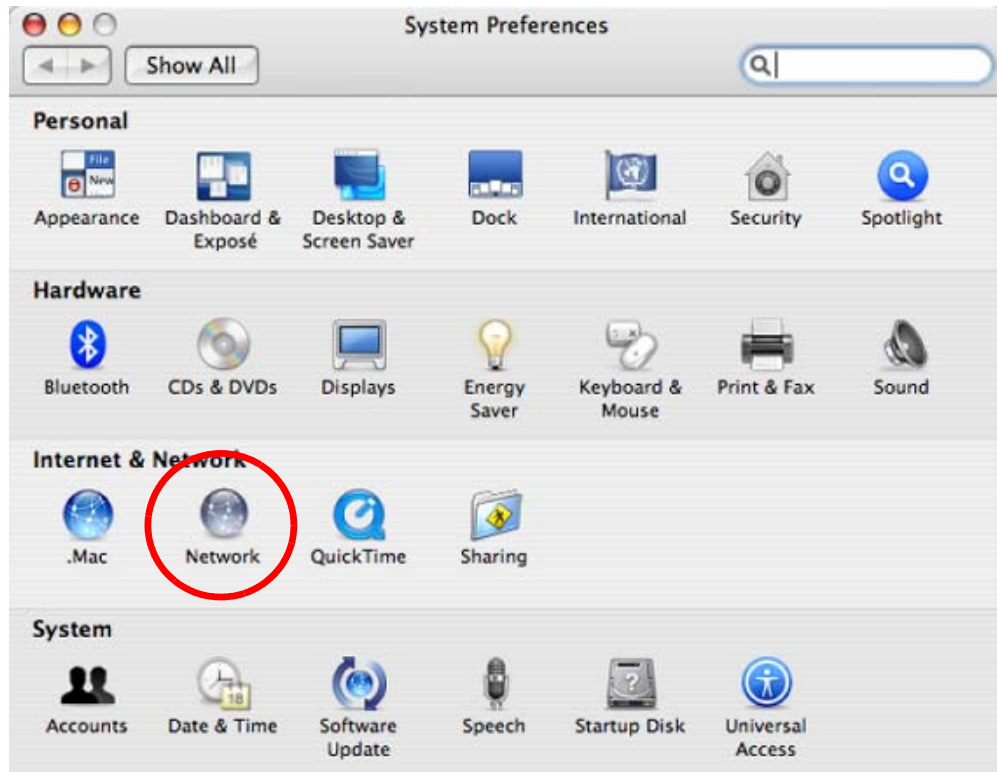 System Preferences
Show All
Personal
File
New
Appearance
Dashboard &
Exposé
Desktop &
Screen Saver
Dock
International
Security
Spotlight
Hardware
Bluetooth
CDs & DVDs
Displays
Energy
Saver
Keyboard &
Mouse
Print & Fax
Sound
Internet & Network
.Mac
Network
QuickTime
Sharing
System
18
?
Accounts
Date & Time
Software
Update
Speech
Startup Disk
Universal
Access